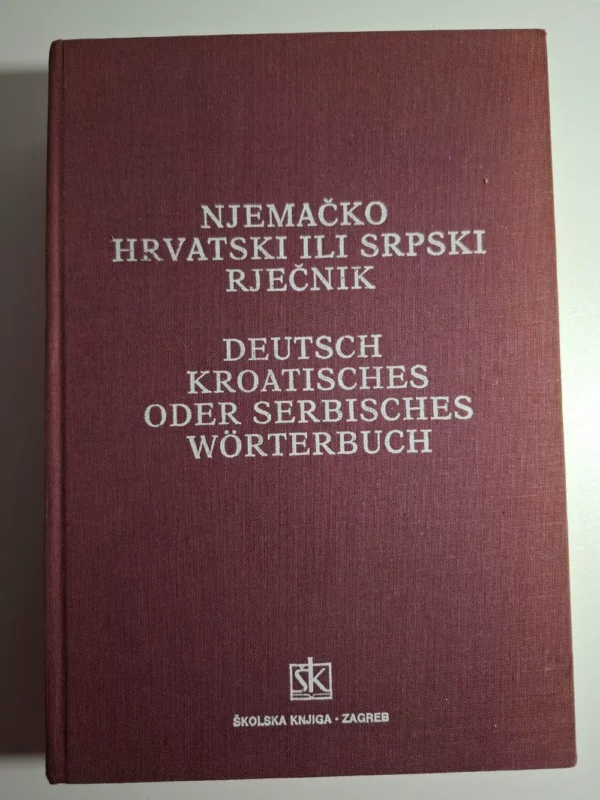 NJEMAČKO
HRVATSKI ILI SRPSKI
RJEČNIK
DEUTSCH
KROATISCHES
ODER SERBISCHES
WÖRTERBUCH
ŠK
ŠKOLSKA KNJIGA · ZAGREB